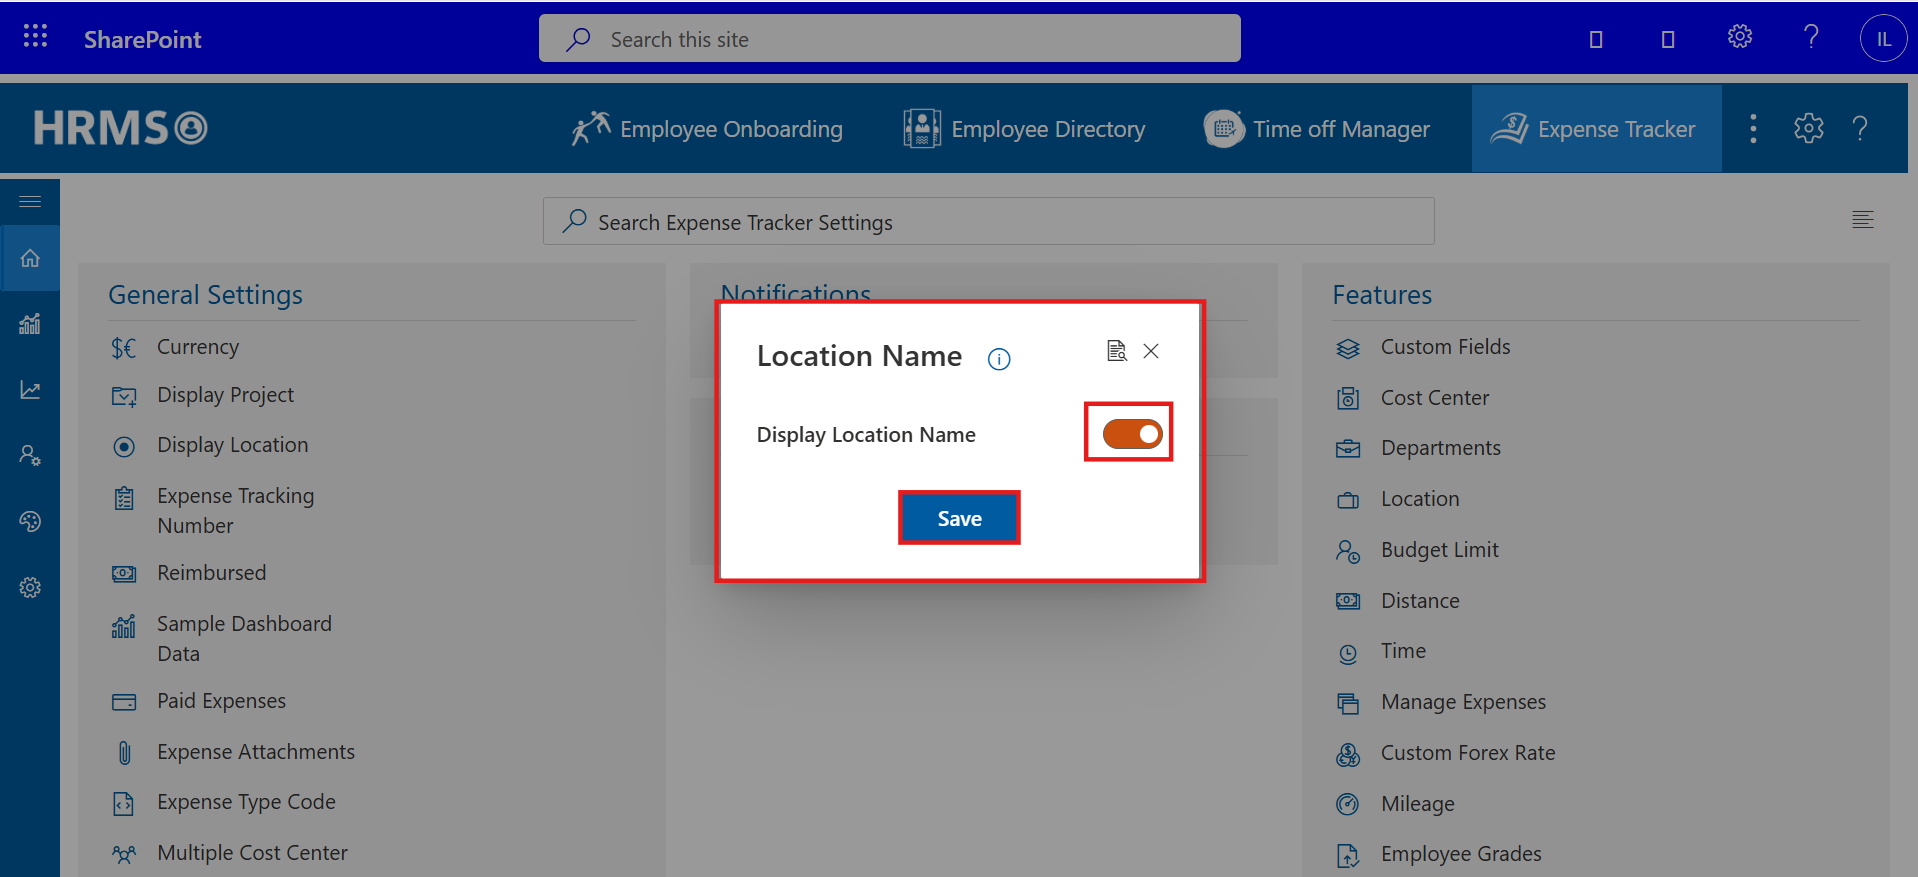 SharePoint
Search this site
IL
HRMS
Employee Onboarding
Employee Directory
Time off Manager
Expense Tracker
Search Expense Tracker Settings
General Settings
Currency
Display Project
Display Location
Expense Tracking
Number
Reimbursed
Sample Dashboard
Data
Paid Expenses
Expense Attachments
Expense Type Code
Multiple Cost Center
Notifications
Location Name
Display Location Name
Save
Features
Custom Fields
Cost Center
Departments
Location
Budget Limit
Distance
Time
Manage Expenses
Custom Forex Rate
Mileage
Employee Grades